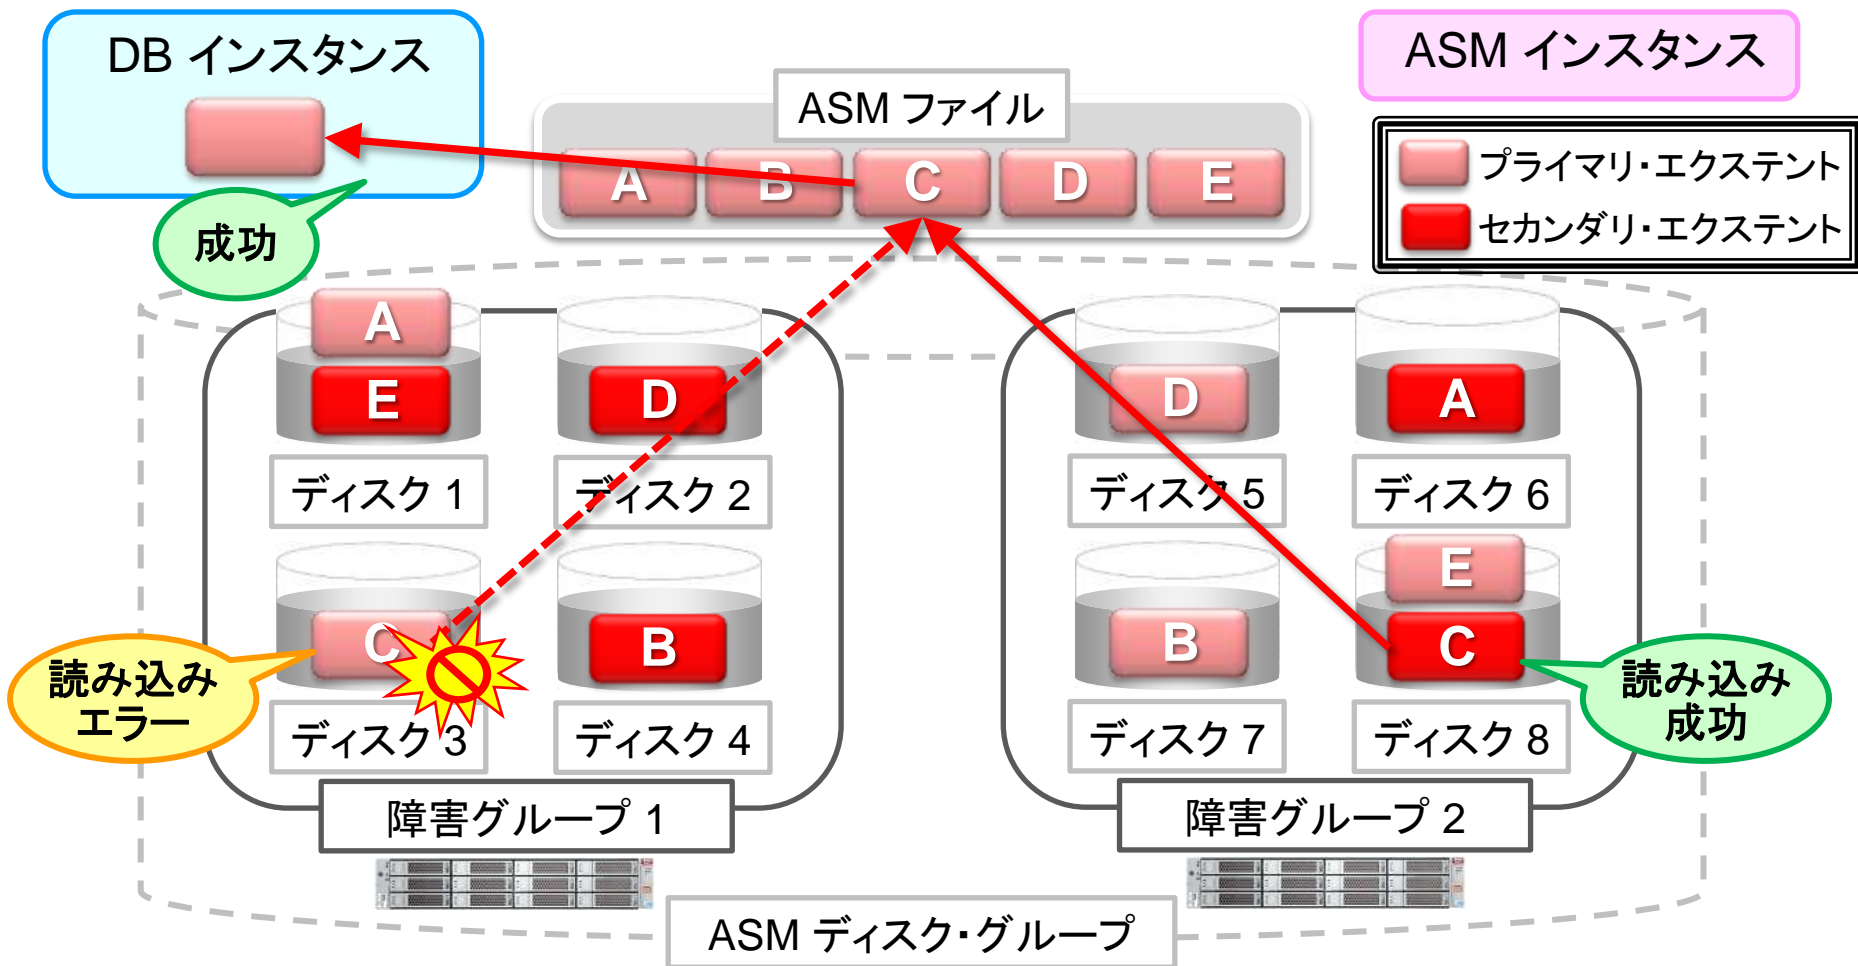 DB インスタンス
ASM インスタンス
ASM ファイル
A
B
C
D
E
プライマリ・エクステント
セカンダリ・エクステント
成功
A
E
ディスク 1
D
ディスク 2
D
ディスク 5
A
ディスク 6
C
ディスク 3
B
ディスク 4
B
ディスク 7
E
C
ディスク 8
読み込み
エラー
読み込み
成功
障害グループ 1
障害グループ 2
ASM ディスク・グループ